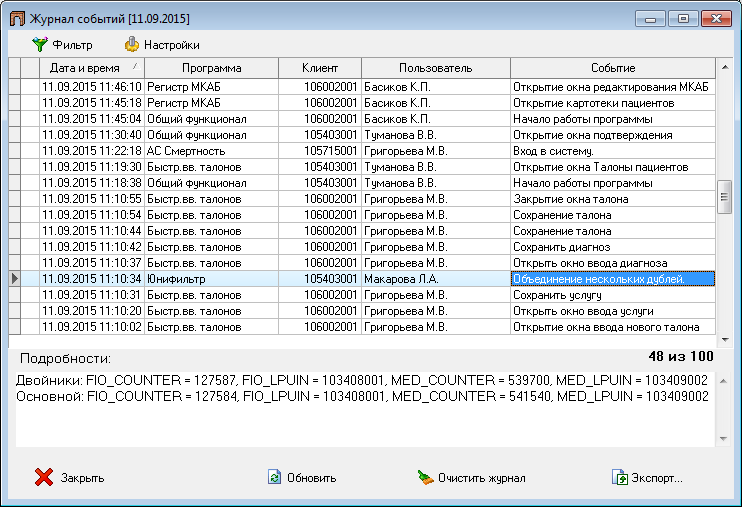 Журнал событий [11.09.2015]
Фильтр Настройки
Дата и время Программа Клиент Пользователь Событие
11.09.2015 11:46:10 Регистр МКАБ 106002001 Басиков К.П. Открытие окна редактирования МКАБ
11.09.2015 11:45:18 Регистр МКАБ 106002001 Басиков К.П. Открытие картотеки пациентов
11.09.2015 11:45:04 Общий функционал 106002001 Басиков К.П. Начало работы программы
11.09.2015 11:30:40 Общий функционал 105403001 Туманова В.В. Открытие окна подтверждения
11.09.2015 11:22:18 АС Смертность 105715001 Григорьева М.В. Вход в систему.
11.09.2015 11:19:30 Быстр.вв. талонов 105403001 Туманова В.В. Открытие окна Талоны пациентов
11.09.2015 11:18:38 Общий функционал 105403001 Туманова В.В. Начало работы программы
11.09.2015 11:10:55 Быстр.вв. талонов 106002001 Григорьева М.В. Закрытие окна талона
11.09.2015 11:10:54 Быстр.вв. талонов 106002001 Григорьева М.В. Сохранение талона
11.09.2015 11:10:44 Быстр.вв. талонов 106002001 Григорьева М.В. Сохранение талона
11.09.2015 11:10:42 Быстр.вв. талонов 106002001 Григорьева М.В. Сохранить диагноз
11.09.2015 11:10:37 Быстр.вв. талонов 106002001 Григорьева М.В. Открыть окно ввода диагноза
11.09.2015 11:10:34 Юнифильтр 105403001 Макарова Л.А. Объединение нескольких дублей.
11.09.2015 11:10:31 Быстр.вв. талонов 106002001 Григорьева М.В. Сохранить услугу
11.09.2015 11:10:20 Быстр.вв. талонов 106002001 Григорьева М.В. Открыть окно ввода услуги
11.09.2015 11:10:02 Быстр.вв. талонов 106002001 Григорьева М.В. Открытие окна ввода нового талона
Подробности: 48 из 100
Двойники: FIO_COUNTER = 127587, FIO_LPUIN = 103408001, MED_COUNTER = 539700, MED_LPUIN = 103409002
Основной: FIO_COUNTER = 127584, FIO_LPUIN = 103408001, MED_COUNTER = 541540, MED_LPUIN = 103409002
Закрыть Обновить Очистить журнал Экспорт...